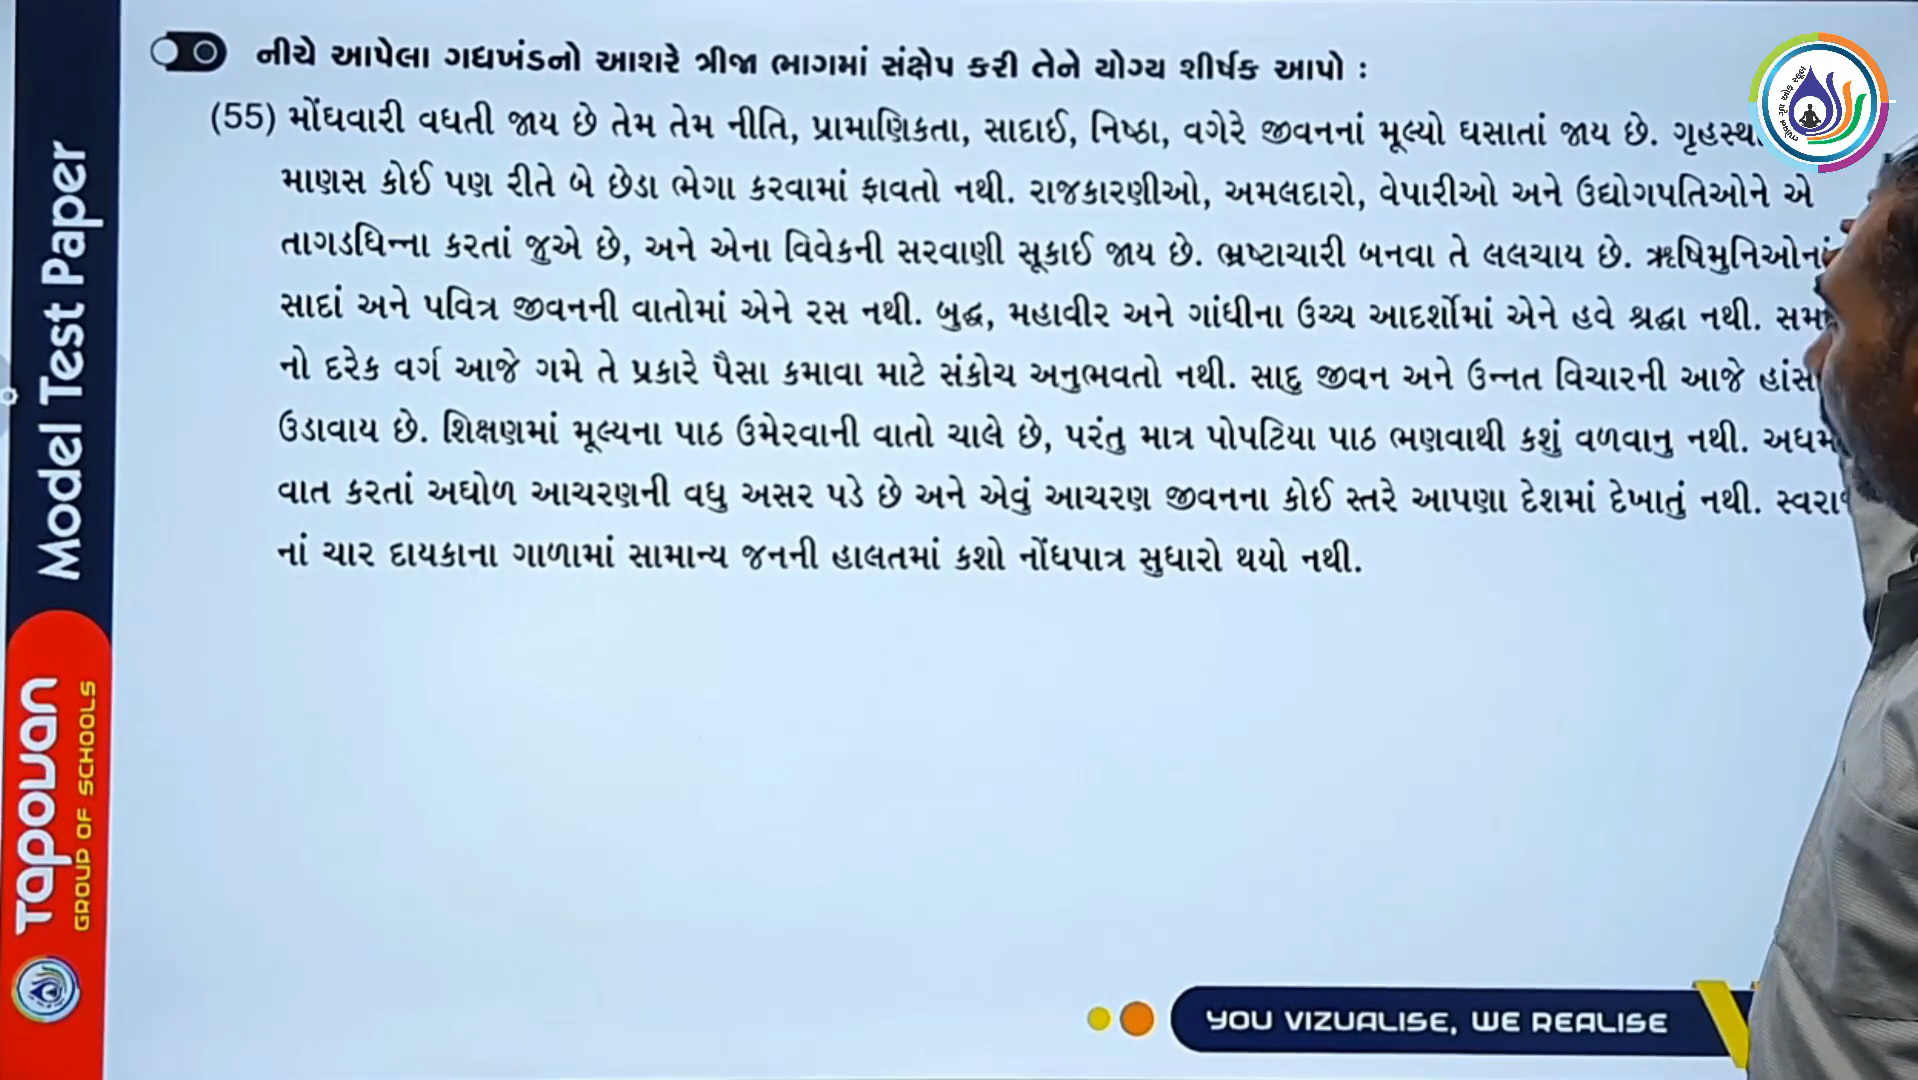 નીચે આપેલા ગદ્યખંડનો આશરે ત્રીજા ભાગમાં સંક્ષેપ કરી તેને યોગ્ય શીર્ષક આપો :
(55) મોંઘવારી વધતી જાય છે તેમ તેમ નીતિ, પ્રામાણિકતા, સાદાઈ, નિષ્ઠા, વગેરે જીવનનાં મૂલ્યો ઘસાતાં જાય છે.
માણસ કોઈ પણ રીતે બે છેડા ભેગા કરવામાં ફાવતો નથી. રાજકારણીઓ, અમલદારો, વેપારીઓ અને ઉદ્યોગપતિઓને એ
તાગડધિન્ના કરતાં જુએ છે, અને એના વિવેકની સરવાણી સૂકાઈ જાય છે. ભ્રષ્ટાચારી બનવા તે લલચાય છે. ઋષિમુનિઓનાં
સાદાં અને પવિત્ર જીવનની વાતોમાં એને રસ નથી. બુદ્ધ, મહાવીર અને ગાંધીના ઉચ્ચ આદર્શોમાં એને હવે શ્રદ્ધા નથી.
નો દરેક વર્ગ આજે ગમે તે પ્રકારે પૈસા કમાવા માટે સંકોચ અનુભવતો નથી. સાદુ જીવન અને ઉન્નત વિચારની આજે
ઉડાવાય છે. શિક્ષણમાં મૂલ્યના પાઠ ઉમેરવાની વાતો ચાલે છે, પરંતુ માત્ર પોપટિયા પાઠ ભણવાથી કશું વળવાનુ નથી.
વાત કરતાં અધોળ આચરણની વધુ અસર પડે છે અને એવું આચરણ જીવનના કોઈ સ્તરે આપણા દેશમાં દેખાતું નથી.
નાં ચાર દાયકાના ગાળામાં સામાન્ય જનની હાલતમાં કશો નોંધપાત્ર સુધારો થયો નથી.
Model Test Paper
Tapovan
GROUP OF SCHOOLS
YOU VIZUALISE, WE REALISE